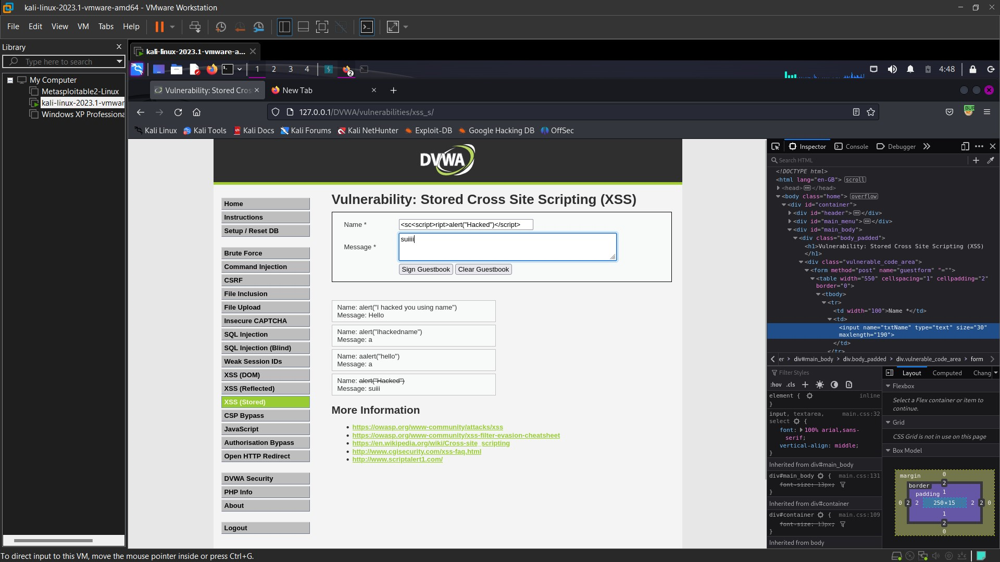 kali-linux-2023.1-vmware-amd64 - VMware Workstation
File Edit View VM Tabs Help
Library
Type here to search
My Computer
Metasploitable2-Linux
kali-linux-2023.1-vmwar
Windows XP Professiona
kali-linux-2023.1-vmware-a...
1 2 3 4
2
4:48
Vulnerability: Stored Cros
New Tab
127.0.0.1/DVWA/vulnerabilities/xss_s/
BUR
Kali Linux Kali Tools Kali Docs Kali Forums Kali NetHunter Exploit-DB Google Hacking DB OffSec
DVWA
Home
Instructions
Setup / Reset DB
Brute Force
Command Injection
CSRF
File Inclusion
File Upload
Insecure CAPTCHA
SQL Injection
SQL Injection (Blind)
Weak Session IDs
XSS (DOM)
XSS (Reflected)
XSS (Stored)
CSP Bypass
JavaScript
Authorisation Bypass
Open HTTP Redirect
DVWA Security
PHP Info
About
Logout
Vulnerability: Stored Cross Site Scripting (XSS)
Name * <sc<script>ript>alert("Hacked")</script>
Message * suiiii
Sign Guestbook Clear Guestbook
Name: alert("I hacked you using name")
Message: Hello
Name: alert("Ihackedname")
Message: a
Name: aalert("hello")
Message: a
Name: alert("Hacked")
Message: suiii
More Information
https://owasp.org/www-community/attacks/xss
https://owasp.org/www-community/xss-filter-evasion-cheatsheet
https://en.wikipedia.org/wiki/Cross-site_scripting
http://www.cgisecurity.com/xss-faq.html
http://www.scriptalert1.com/
Inspector Console Debugger
Search HTML
<!DOCTYPE html>
<html lang="en-GB"> scroll
<head> </head>
<body class="home"> overflow
<div id="container">
<div id="header"> </div>
<div id="main_menu"> </div>
<div id="main_body">
<div class="body_padded">
<h1>Vulnerability: Stored Cross Site Scripting (XSS)
</h1>
<div class="vulnerable_code_area">
<form method="post" name="guestform" "="">
<table width="550" cellspacing="1" cellpadding="2"
border="0">
<tbody>
<tr>
<td width="100">Name *</td>
<td>
<input name="txtName" type="text" size="30"
maxlength="190">
</td>
</tr>
er div#main_body div.body_padded div.vulnerable_code_area form
Filter Styles
:hov .cls
element { inline
}
input, textarea, main.css:32
select {
font: 100% arial,sans-
serif;
vertical-align: middle;
}
Inherited from div#main_body
div#main_body { main.css:131
font-size: 13px;
}
Inherited from div#container
div#container { main.css:109
font-size: 13px;
}
Inherited from body
Layout Computed Chang
Flexbox
Select a Flex container or item to
continue.
Grid
CSS Grid is not in use on this page
Box Model
margin 0
border 2
padding 1
0 2 2 250×15 2 2 0
1
2
0
To direct input to this VM, move the mouse pointer inside or press Ctrl+G.